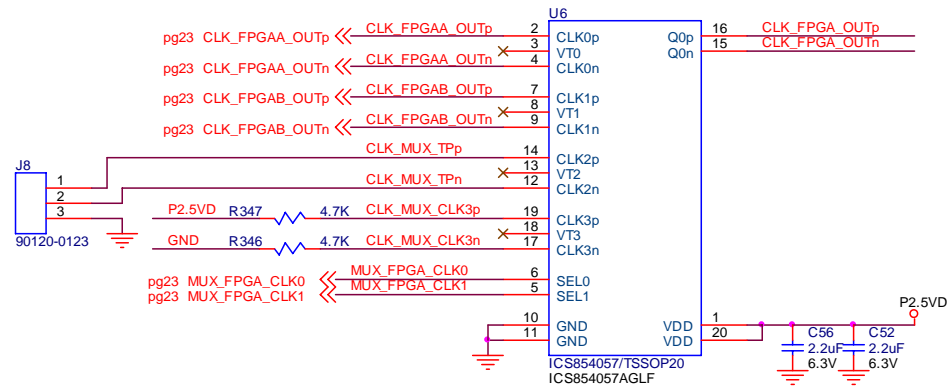 U6
pg23 CLK_FPGAA_OUTp CLK_FPGAA_OUTp 2 CLK0p Q0p 16 CLK_FPGA_OUTp
3 VT0 Q0n 15 CLK_FPGA_OUTn
pg23 CLK_FPGAA_OUTn CLK_FPGAA_OUTn 4 CLK0n
pg23 CLK_FPGAB_OUTp CLK_FPGAB_OUTp 7 CLK1p
8 VT1
pg23 CLK_FPGAB_OUTn CLK_FPGAB_OUTn 9 CLK1n
CLK_MUX_TPp 14 CLK2p
13 VT2
CLK_MUX_TPn 12 CLK2n
J8
1
2
3
90120-0123
P2.5VD R347 4.7K CLK_MUX_CLK3p 19 CLK3p
18 VT3
GND R346 4.7K CLK_MUX_CLK3n 17 CLK3n
pg23 MUX_FPGA_CLK0 MUX_FPGA_CLK0 6 SEL0
pg23 MUX_FPGA_CLK1 MUX_FPGA_CLK1 5 SEL1
P2.5VD
10 GND VDD 1
11 GND VDD 20
C56 C52
2.2uF 2.2uF
6.3V 6.3V
ICS854057/TSSOP20
ICS854057AGLF